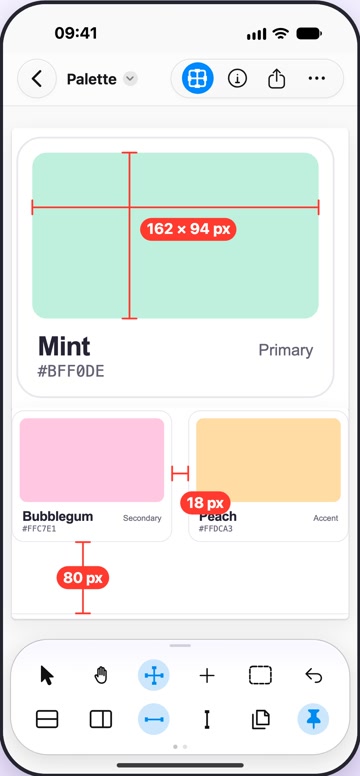 09:41
Palette
162 × 94 px
Mint
Primary
#BFF0DE
18 px
Bubblegum
Secondary
Peach
Accent
#FFC7E1
#FFDCA3
80 px